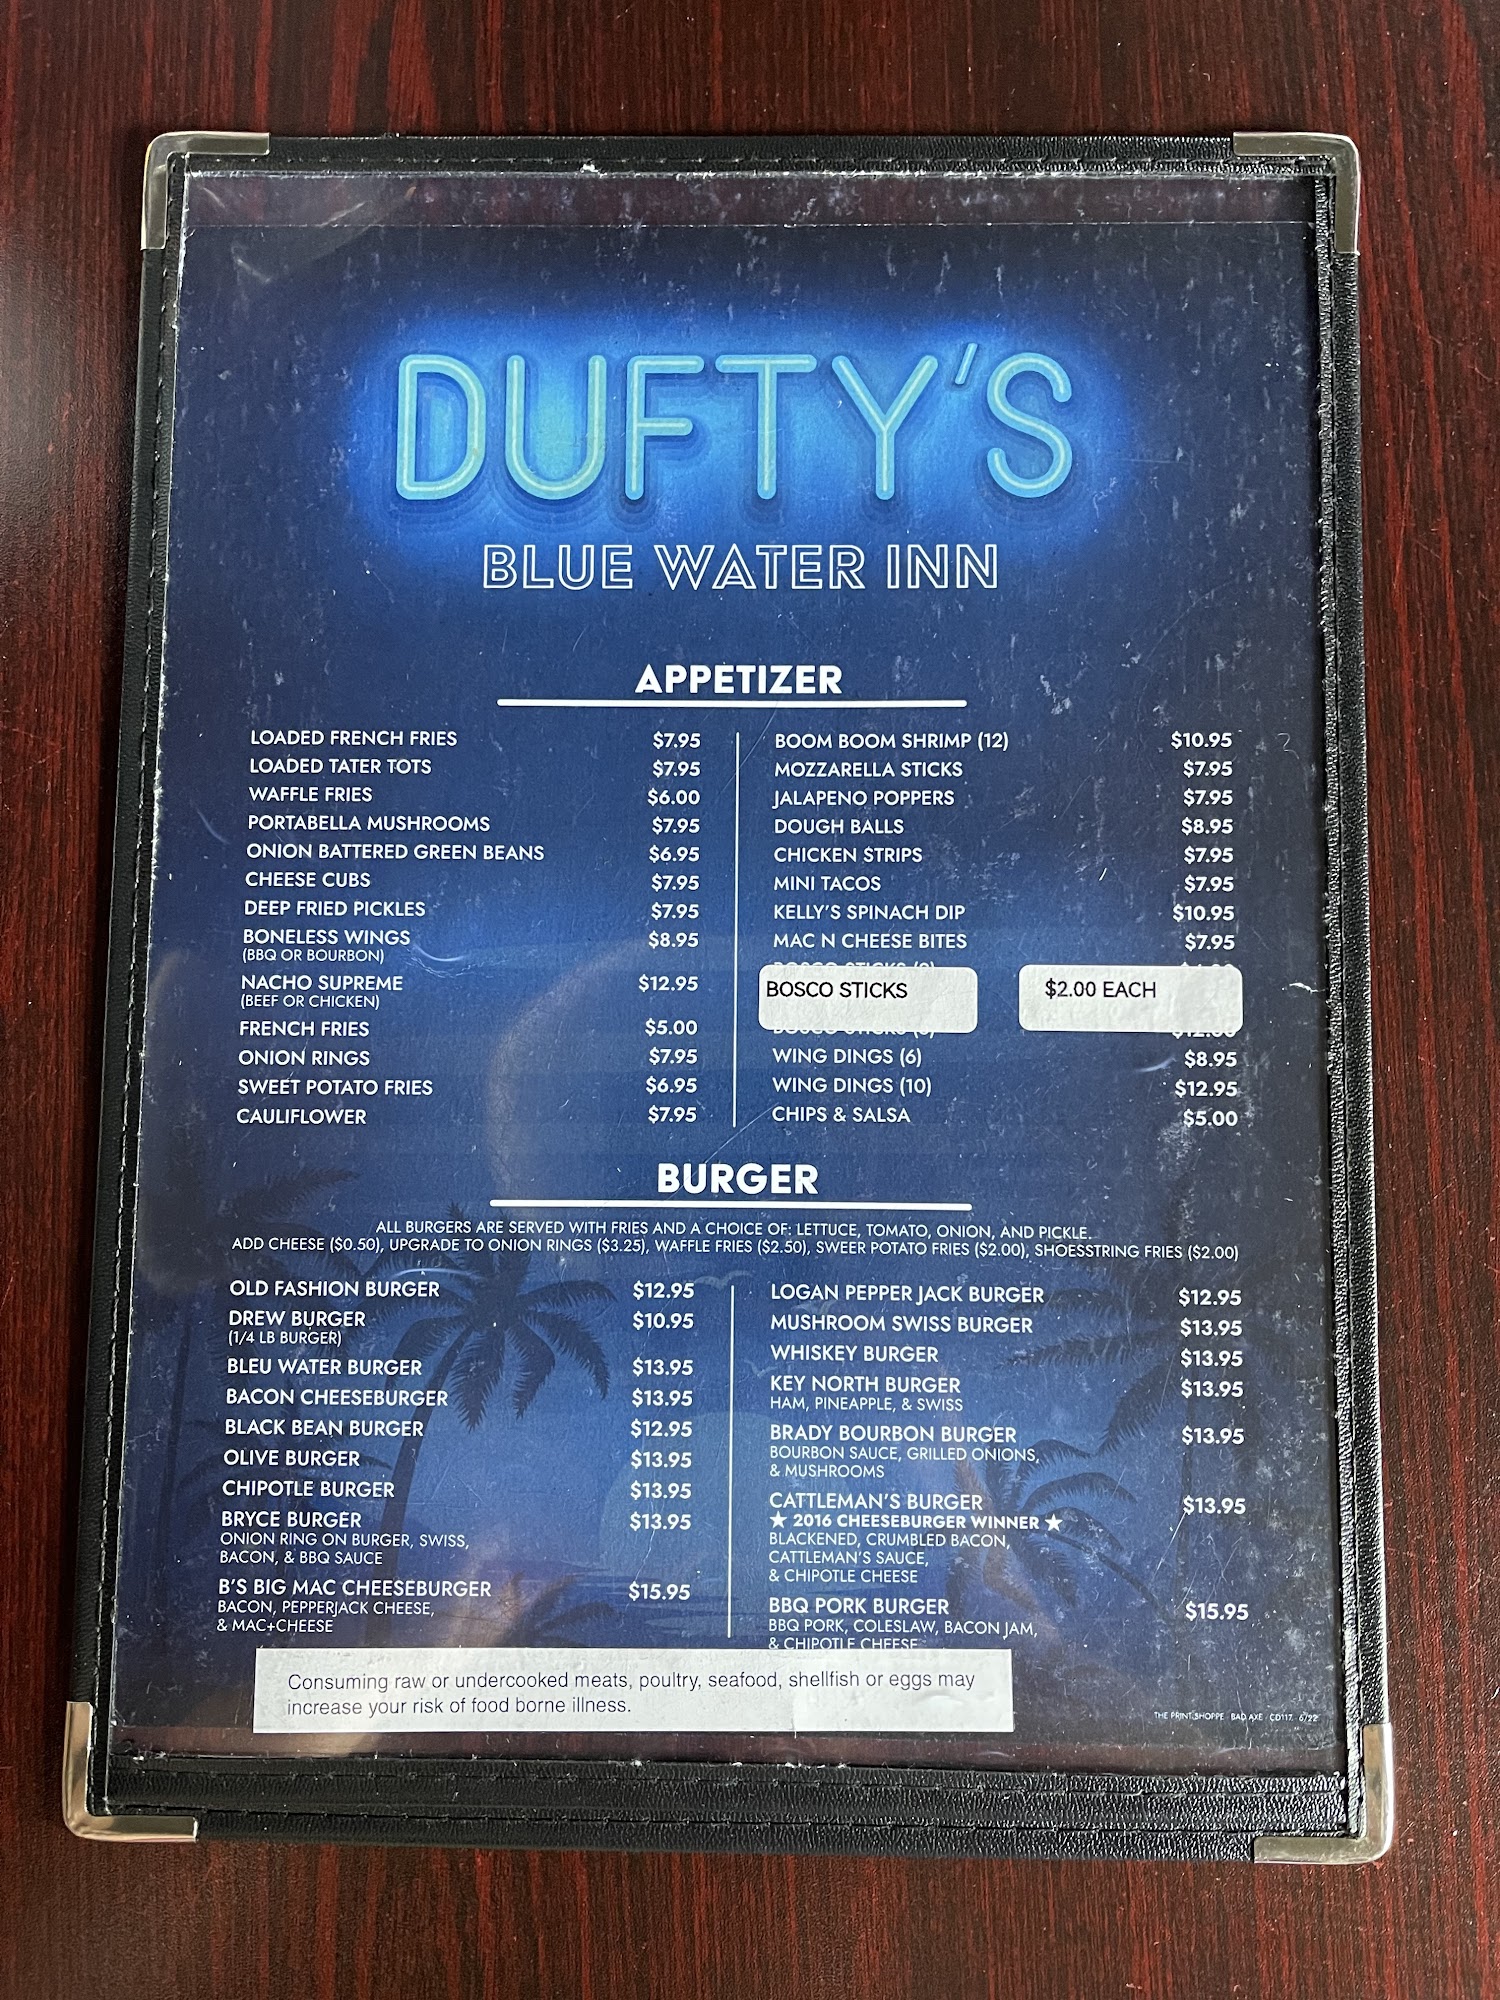 DUFTY'S
BLUE WATER INN
APPETIZER
LOADED FRENCH FRIES $7.95
LOADED TATER TOTS $7.95
WAFFLE FRIES $6.00
PORTABELLA MUSHROOMS $7.95
ONION BATTERED GREEN BEANS $6.95
CHEESE CUBS $7.95
DEEP FRIED PICKLES $7.95
BONELESS WINGS $8.95
(BBQ OR BOURBON)
NACHO SUPREME $12.95
(BEEF OR CHICKEN)
FRENCH FRIES $5.00
ONION RINGS $7.95
SWEET POTATO FRIES $6.95
CAULIFLOWER $7.95
BOOM BOOM SHRIMP (12) $10.95
MOZZARELLA STICKS $7.95
JALAPENO POPPERS $7.95
DOUGH BALLS $8.95
CHICKEN STRIPS $7.95
MINI TACOS $7.95
KELLY'S SPINACH DIP $10.95
MAC N CHEESE BITES $7.95
BOSCO STICKS $2.00 EACH
WING DINGS (6) $8.95
WING DINGS (10) $12.95
CHIPS & SALSA $5.00
BURGER
ALL BURGERS ARE SERVED WITH FRIES AND A CHOICE OF: LETTUCE, TOMATO, ONION, AND PICKLE.
ADD CHEESE ($0.50), UPGRADE TO ONION RINGS ($3.25), WAFFLE FRIES ($2.50), SWEER POTATO FRIES ($2.00), SHOESSTRING FRIES ($2.00)
OLD FASHION BURGER $12.95
DREW BURGER $10.95
(1/4 LB BURGER)
BLEU WATER BURGER $13.95
BACON CHEESEBURGER $13.95
BLACK BEAN BURGER $12.95
OLIVE BURGER $13.95
CHIPOTLE BURGER $13.95
BRYCE BURGER $13.95
ONION RING ON BURGER, SWISS,
BACON, & BBQ SAUCE
B'S BIG MAC CHEESEBURGER $15.95
BACON, PEPPERJACK CHEESE,
& MAC+CHEESE
LOGAN PEPPER JACK BURGER $12.95
MUSHROOM SWISS BURGER $13.95
WHISKEY BURGER $13.95
KEY NORTH BURGER $13.95
HAM, PINEAPPLE, & SWISS
BRADY BOURBON BURGER $13.95
BOURBON SAUCE, GRILLED ONIONS,
& MUSHROOMS
CATTLEMAN'S BURGER $13.95
★ 2016 CHEESEBURGER WINNER ★
BLACKENED, CRUMBLED BACON,
CATTLEMAN'S SAUCE,
& CHIPOTLE CHEESE
BBQ PORK BURGER $15.95
BBQ PORK, COLESLAW, BACON JAM,
& CHIPOTLE CHEESE
Consuming raw or undercooked meats, poultry, seafood, shellfish or eggs may
increase your risk of food borne illness.
THE PRINT SHOPPE BAD AXE CD117 6/22